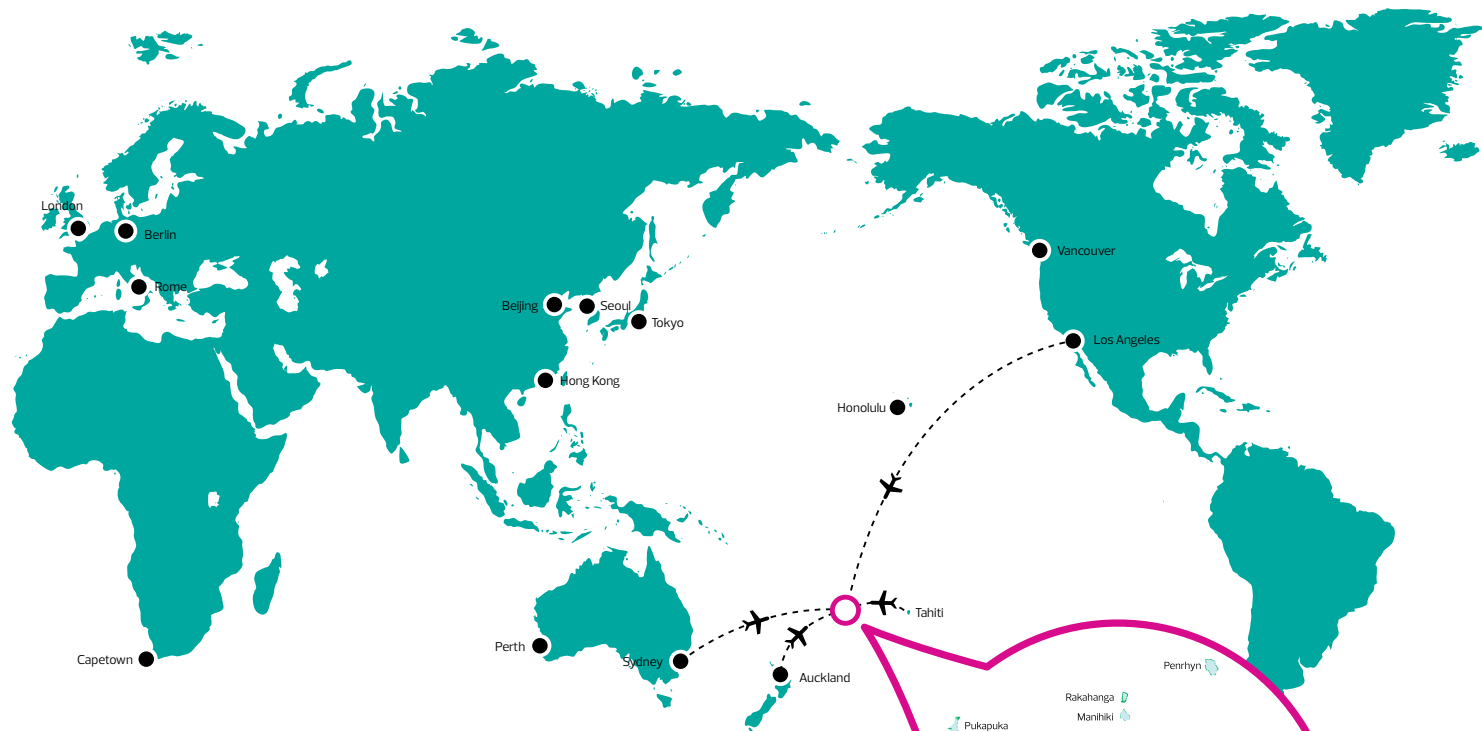 London
Berlin
Rome
Vancouver
Beijing
Seoul
Tokyo
Los Angeles
Hong Kong
Honolulu
Tahiti
Perth
Capetown
Sydney
Auckland
Penrhyn
Rakahanga
Manihiki
Pukapuka